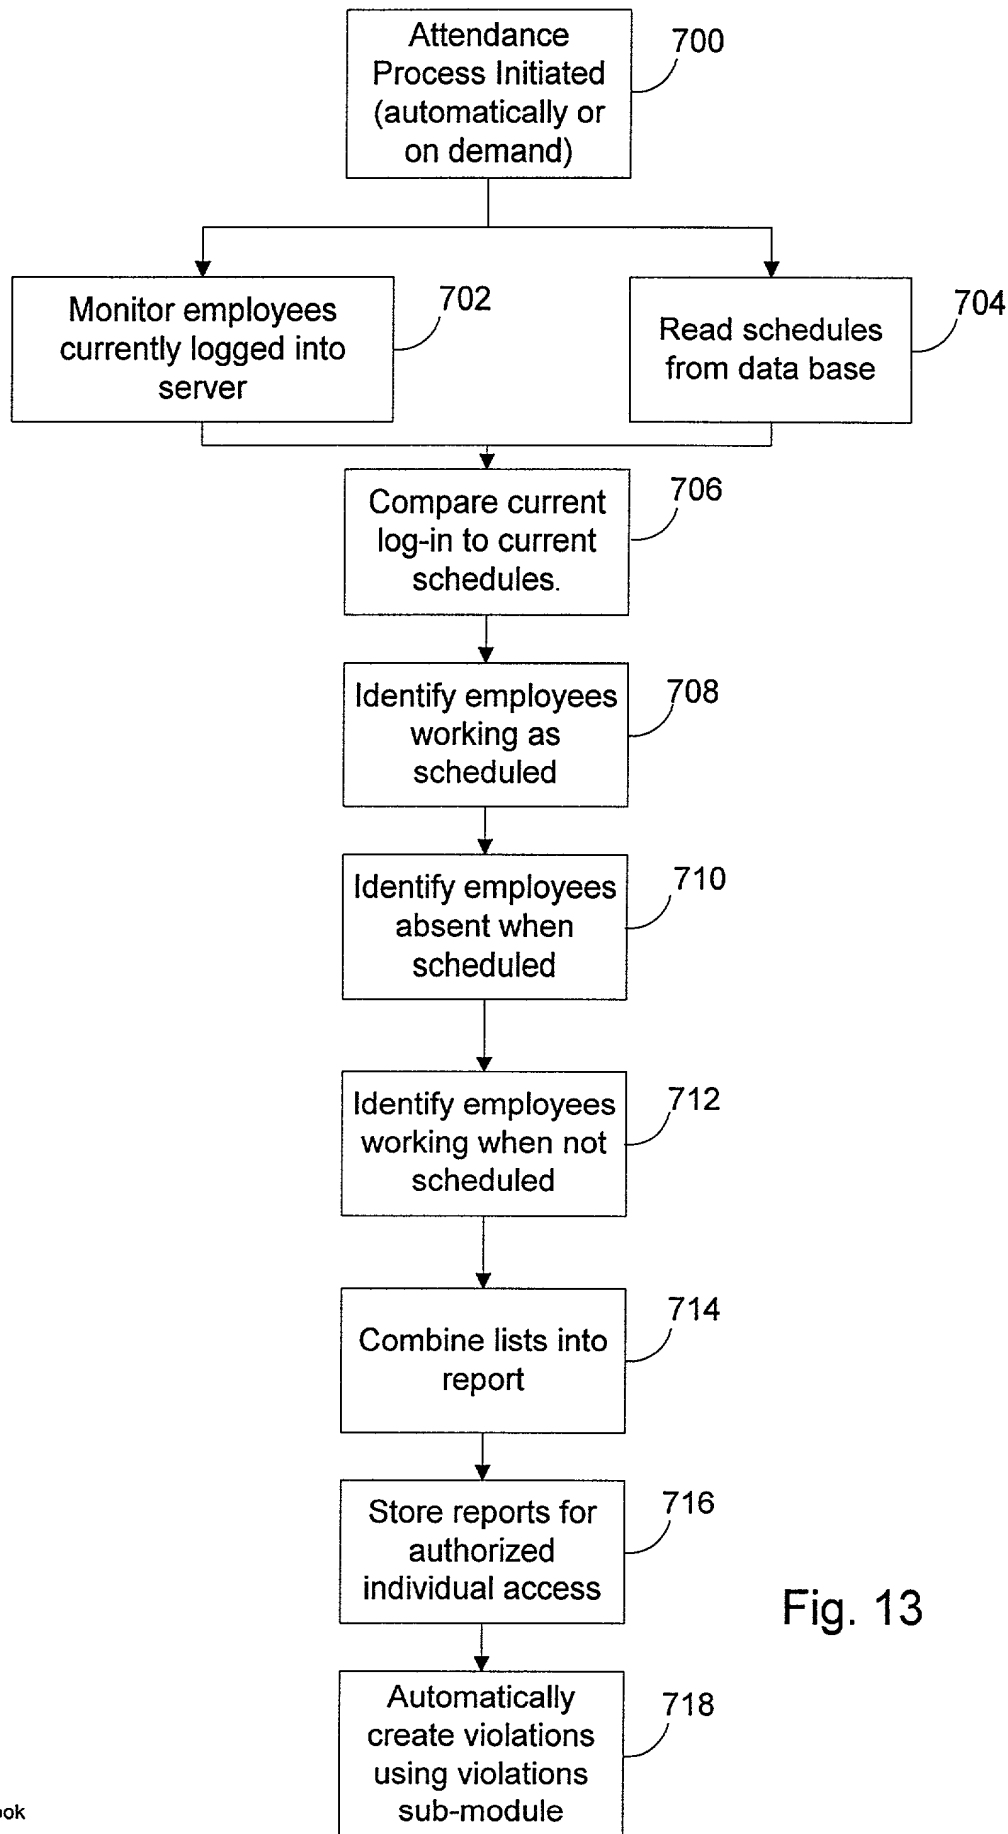 Attendance
Process Initiated
(automatically or
on demand)
700
Monitor employees
currently logged into
server
702
Read schedules
from data base
704
Compare current
log-in to current
schedules.
706
Identify employees
working as
scheduled
708
Identify employees
absent when
scheduled
710
Identify employees
working when not
scheduled
712
Combine lists into
report
714
Store reports for
authorized
individual access
716
Fig. 13
Automatically
create violations
using violations
sub-module
718